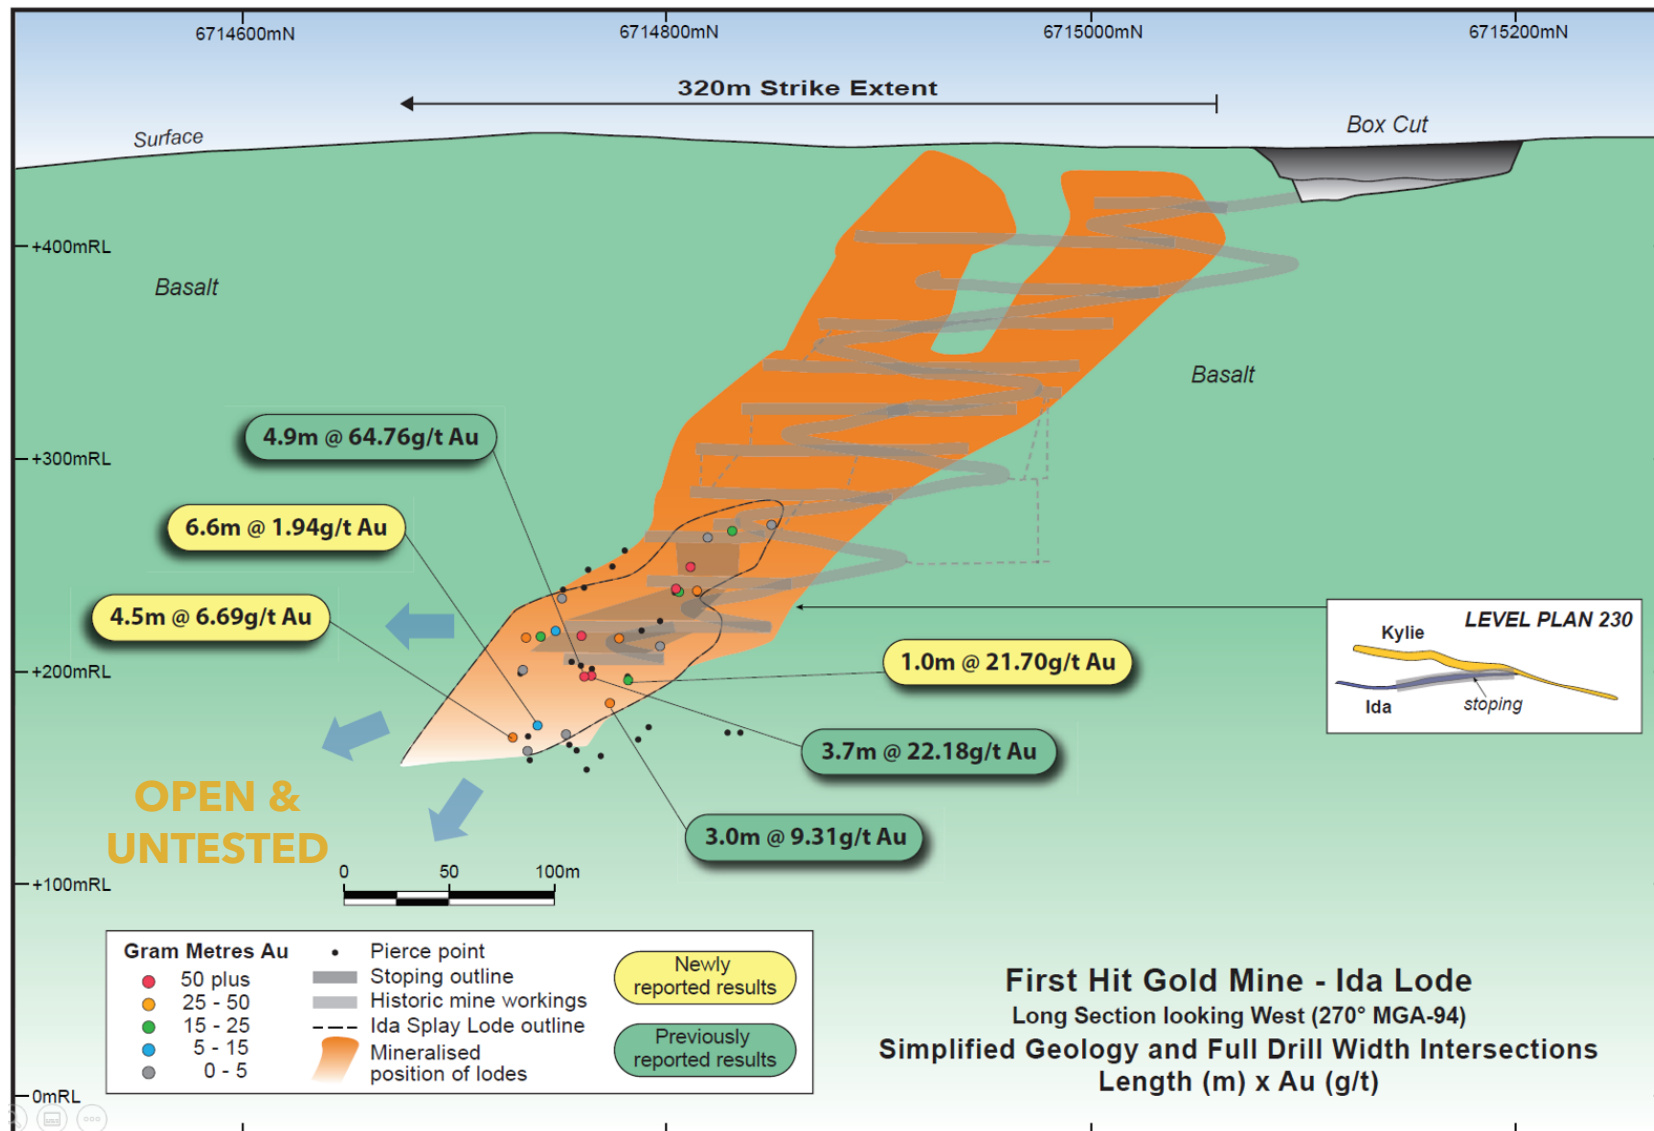 6714600mN
6714800mN
6715000mN
6715200mN
320m Strike Extent
Surface
Box Cut
+400mRL
Basalt
Basalt
4.9m @ 64.76g/t Au
+300mRL
6.6m @ 1.94g/t Au
4.5m @ 6.69g/t Au
LEVEL PLAN 230
Kylie
Ida
stoping
+200mRL
1.0m @ 21.70g/t Au
3.7m @ 22.18g/t Au
3.0m @ 9.31g/t Au
OPEN &
UNTESTED
0 50 100m
+100mRL
Gram Metres Au
50 plus
25 - 50
15 - 25
5 - 15
0 - 5
Pierce point
Stoping outline
Historic mine workings
Ida Splay Lode outline
Mineralised
position of lodes
Newly
reported results
Previously
reported results
First Hit Gold Mine - Ida Lode
Long Section looking West (270° MGA-94)
Simplified Geology and Full Drill Width Intersections
Length (m) x Au (g/t)
0mRL